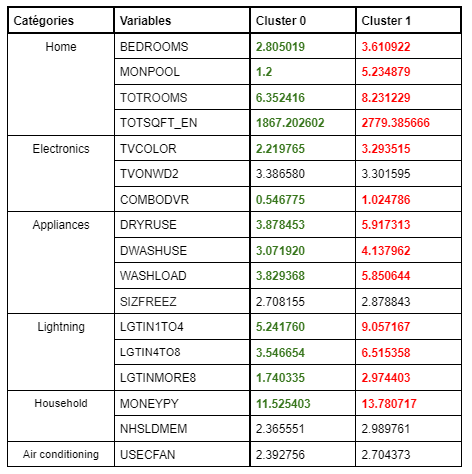 Catégories Variables Cluster 0 Cluster 1
Home BEDROOMS 2.805019 3.610922
MONPOOL 1.2 5.234879
TOTROOMS 6.352416 8.231229
TOTSQFT_EN 1867.202602 2779.385666
Electronics TVCOLOR 2.219765 3.293515
TVONWD2 3.386580 3.301595
COMBODVR 0.546775 1.024786
Appliances DRYRUSE 3.878453 5.917313
DWASHUSE 3.071920 4.137962
WASHLOAD 3.829368 5.850644
SIZFREEZ 2.708155 2.878843
Lightning LGTIN1TO4 5.241760 9.057167
LGTIN4TO8 3.546654 6.515358
LGTINMORE8 1.740335 2.974403
Household MONEYPY 11.525403 13.780717
NHSLDMEM 2.365551 2.989761
Air conditioning USECFAN 2.392756 2.704373